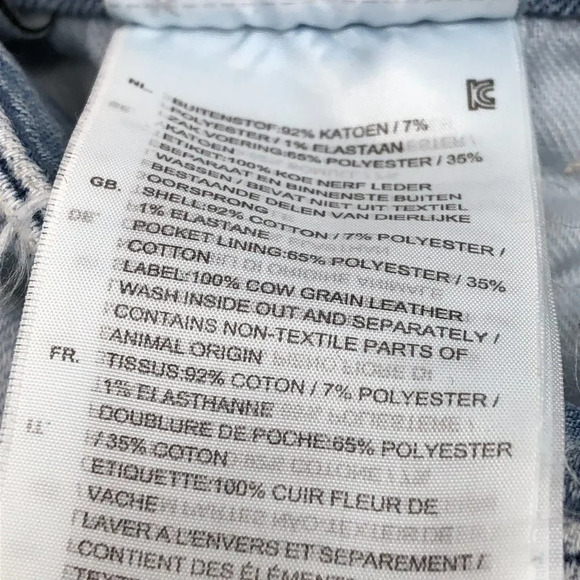 NL.
BUITENSTOF:92% KATOEN / 7%
POLYESTER / 1% ELASTAAN
ZAK VOERING:65% POLYESTER / 35%
ETIKET:100% KOE NERF LEDER
WASSEN BINNENSTE BUITEN
SEPARAAT EN
BESTAANDE DELEN VAN DIERLIJKE
BEVAT NIET UIT TEXTIEL
OORSPRONG
GB.
SHELL:92% COTTON / 7% POLYESTER /
1% ELASTANE
POCKET LINING:65% POLYESTER / 35%
COTTON
LABEL:100% COW GRAIN LEATHER
WASH INSIDE OUT AND SEPARATELY /
CONTAINS NON-TEXTILE PARTS OF
ANIMAL ORIGIN
FR.
TISSUS:92% COTON / 7% POLYESTER /
1% ELASTHANNE
DOUBLURE DE POCHE:65% POLYESTER
/ 35% COTON
ETIQUETTE:100% CUIR FLEUR DE
VACHE
LAVER A L'ENVERS ET SEPAREMENT /
CONTIENT DES ÉLÉMENTS